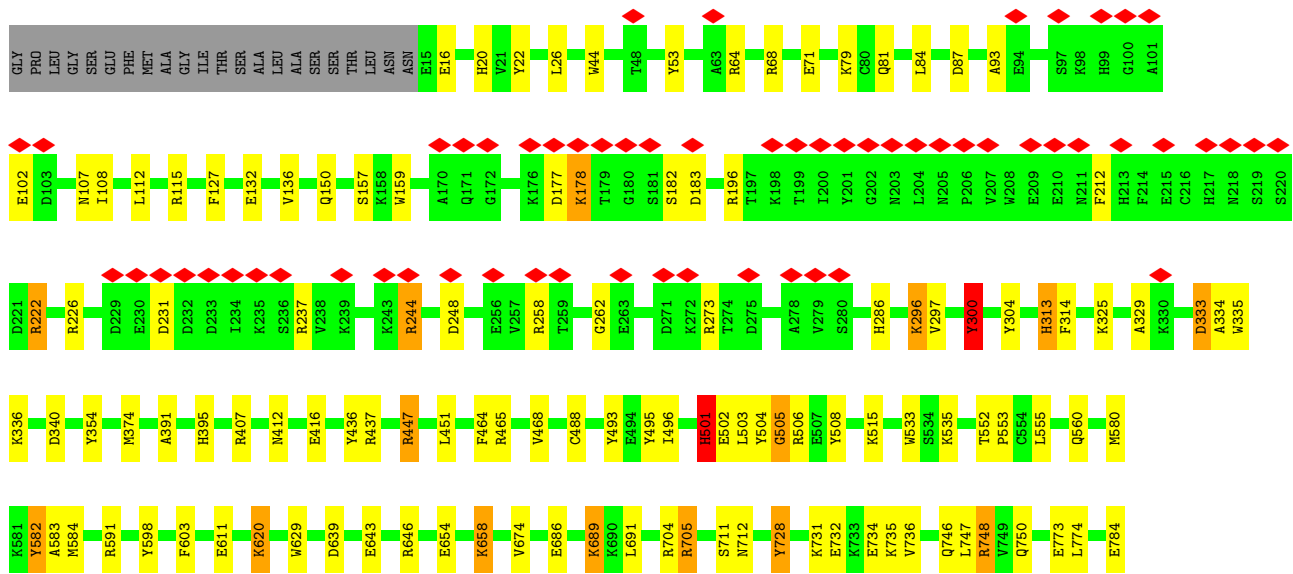 GLY PRO LEU GLY SER GLU PHE MET ALA GLY ILE THR SER ALA LEU ALA SER SER THR LEU ASN ASN E15 E16 H20 V21 Y22 L26 W44 T48 Y53 A63 R64 R68 E71 K79 C80 Q81 L84 D87 A93 E94 S97 K98 H99 G100 A101
E102 D103 N107 I108 L112 R115 F127 E132 V136 Q150 S157 K158 W159 A170 Q171 G172 K176 D177 K178 T179 G180 S181 S182 D183 R196 T197 K198 T199 I200 Y201 G202 N203 L204 N205 P206 V207 W208 E209 E210 N211 F212 H213 F214 E215 C216 H217 N218 S219 S220
D221 R222 R226 D229 E230 D231 D232 D233 I234 K235 S236 R237 V238 K239 K243 R244 D248 E256 V257 R258 T259 G262 E263 D271 K272 R273 T274 D275 A278 V279 S280 H286 K296 V297 Y300 Y304 H313 F314 K325 A329 K330 D333 A334 W335
K336 D340 Y354 M374 A391 H395 R407 N412 E416 Y436 R437 R447 L451 F464 R465 V468 C488 Y493 E494 Y495 I496 H501 E502 L503 Y504 G505 R506 E507 Y508 K515 W533 S534 K535 T552 P553 C554 L555 Q560 M580
K581 Y582 A583 M584 R591 Y598 F603 E611 K620 W629 D639 E643 R646 E654 K658 V674 E686 K689 K690 L691 R704 R705 S711 N712 Y728 K731 E732 K733 E734 K735 V736 Q746 L747 R748 V749 Q750 E773 L774 E784